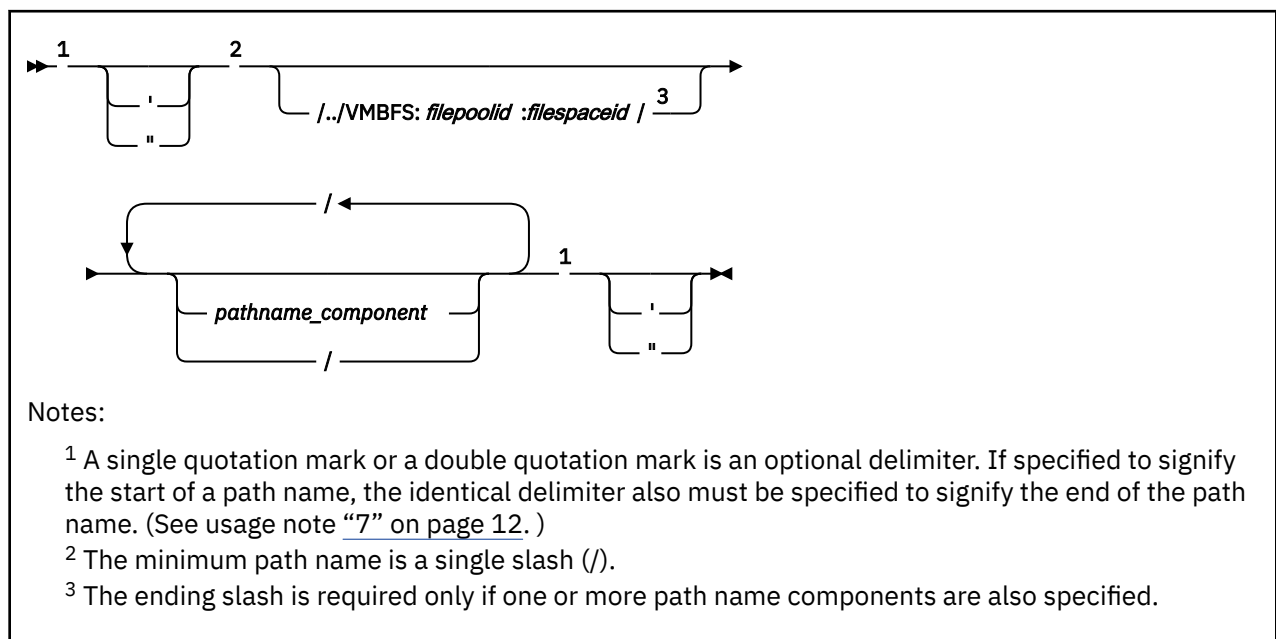 1 2
'
"
/../VMBFS: filepoolid :filespaceid / 3
/
1
pathname_component
/
'
"
Notes:
1 A single quotation mark or a double quotation mark is an optional delimiter. If specified to signify
the start of a path name, the identical delimiter also must be specified to signify the end of the path
name. (See usage note “7” on page 12. )
2 The minimum path name is a single slash (/).
3 The ending slash is required only if one or more path name components are also specified.